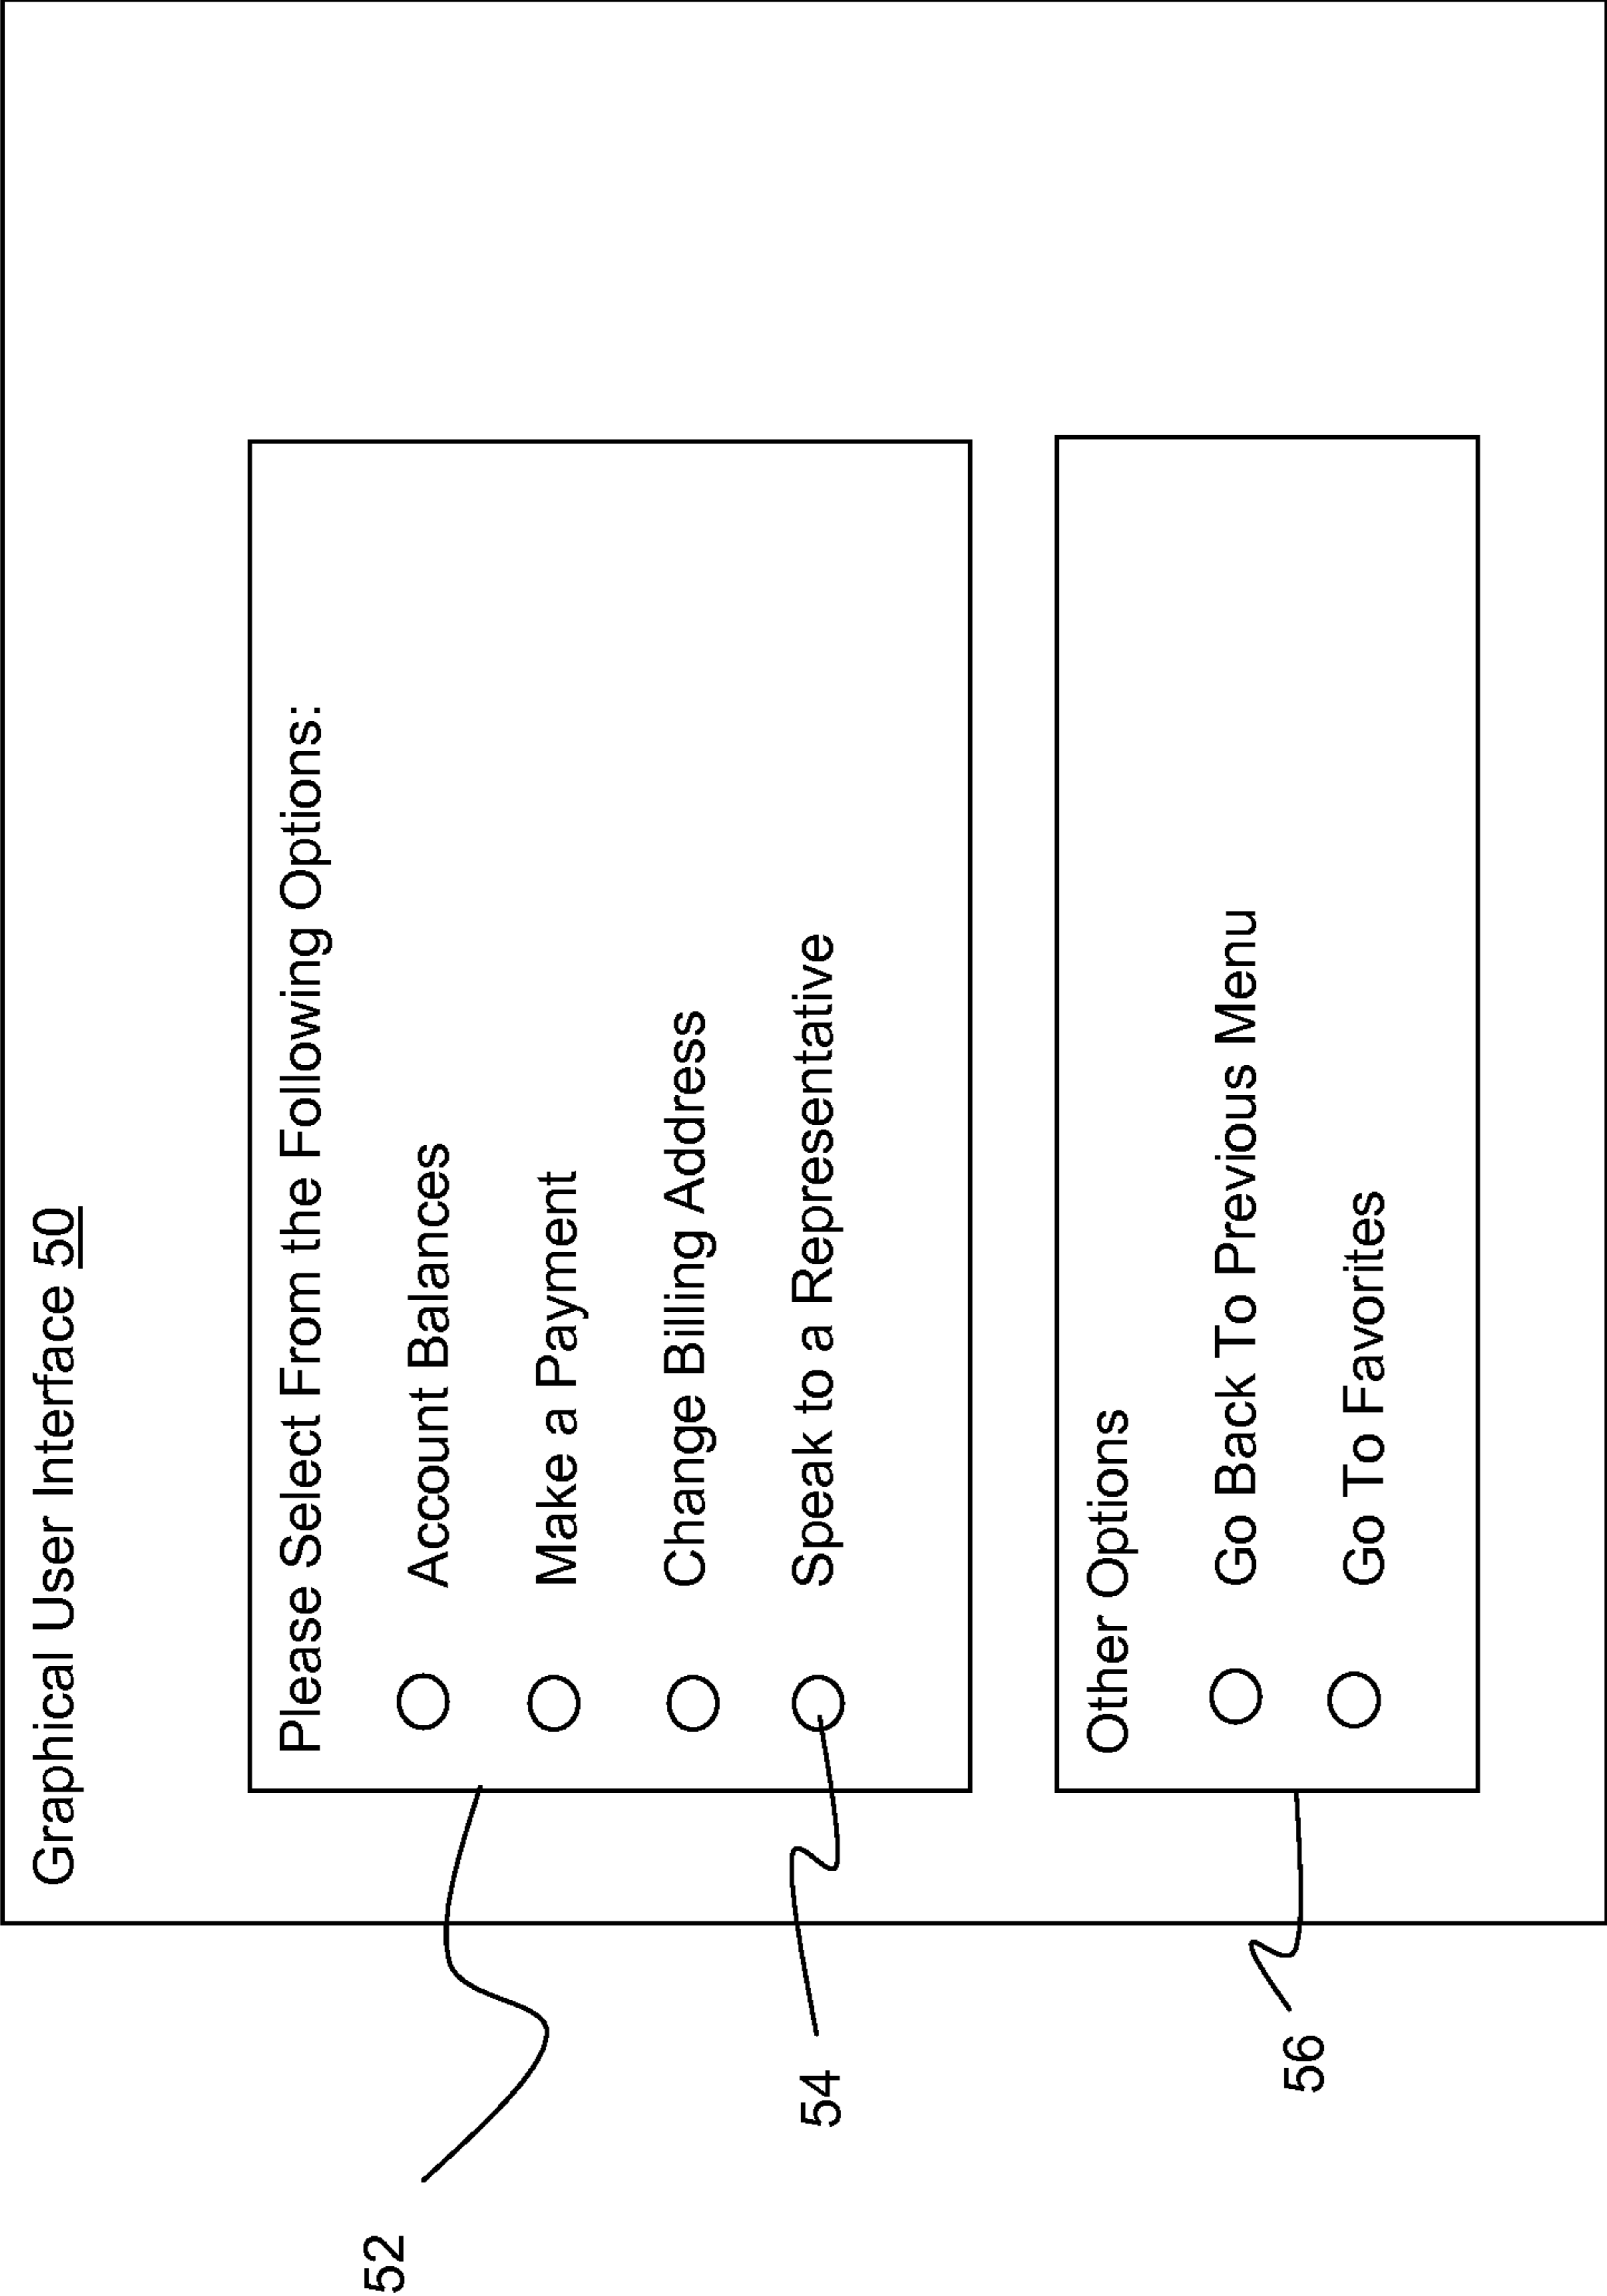 Graphical User Interface 50
Please Select From the Following Options:
Account Balances
Make a Payment
Change Billing Address
Speak to a Representative
Other Options
Go Back To Previous Menu
Go To Favorites
52
54
56